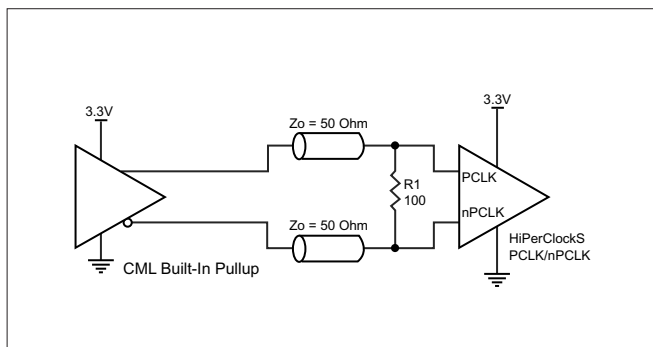 3.3V
3.3V
Zo = 50 Ohm
R1
100
PCLK
nPCLK
Zo = 50 Ohm
HiPerClockS
PCLK/nPCLK
CML Built-In Pullup